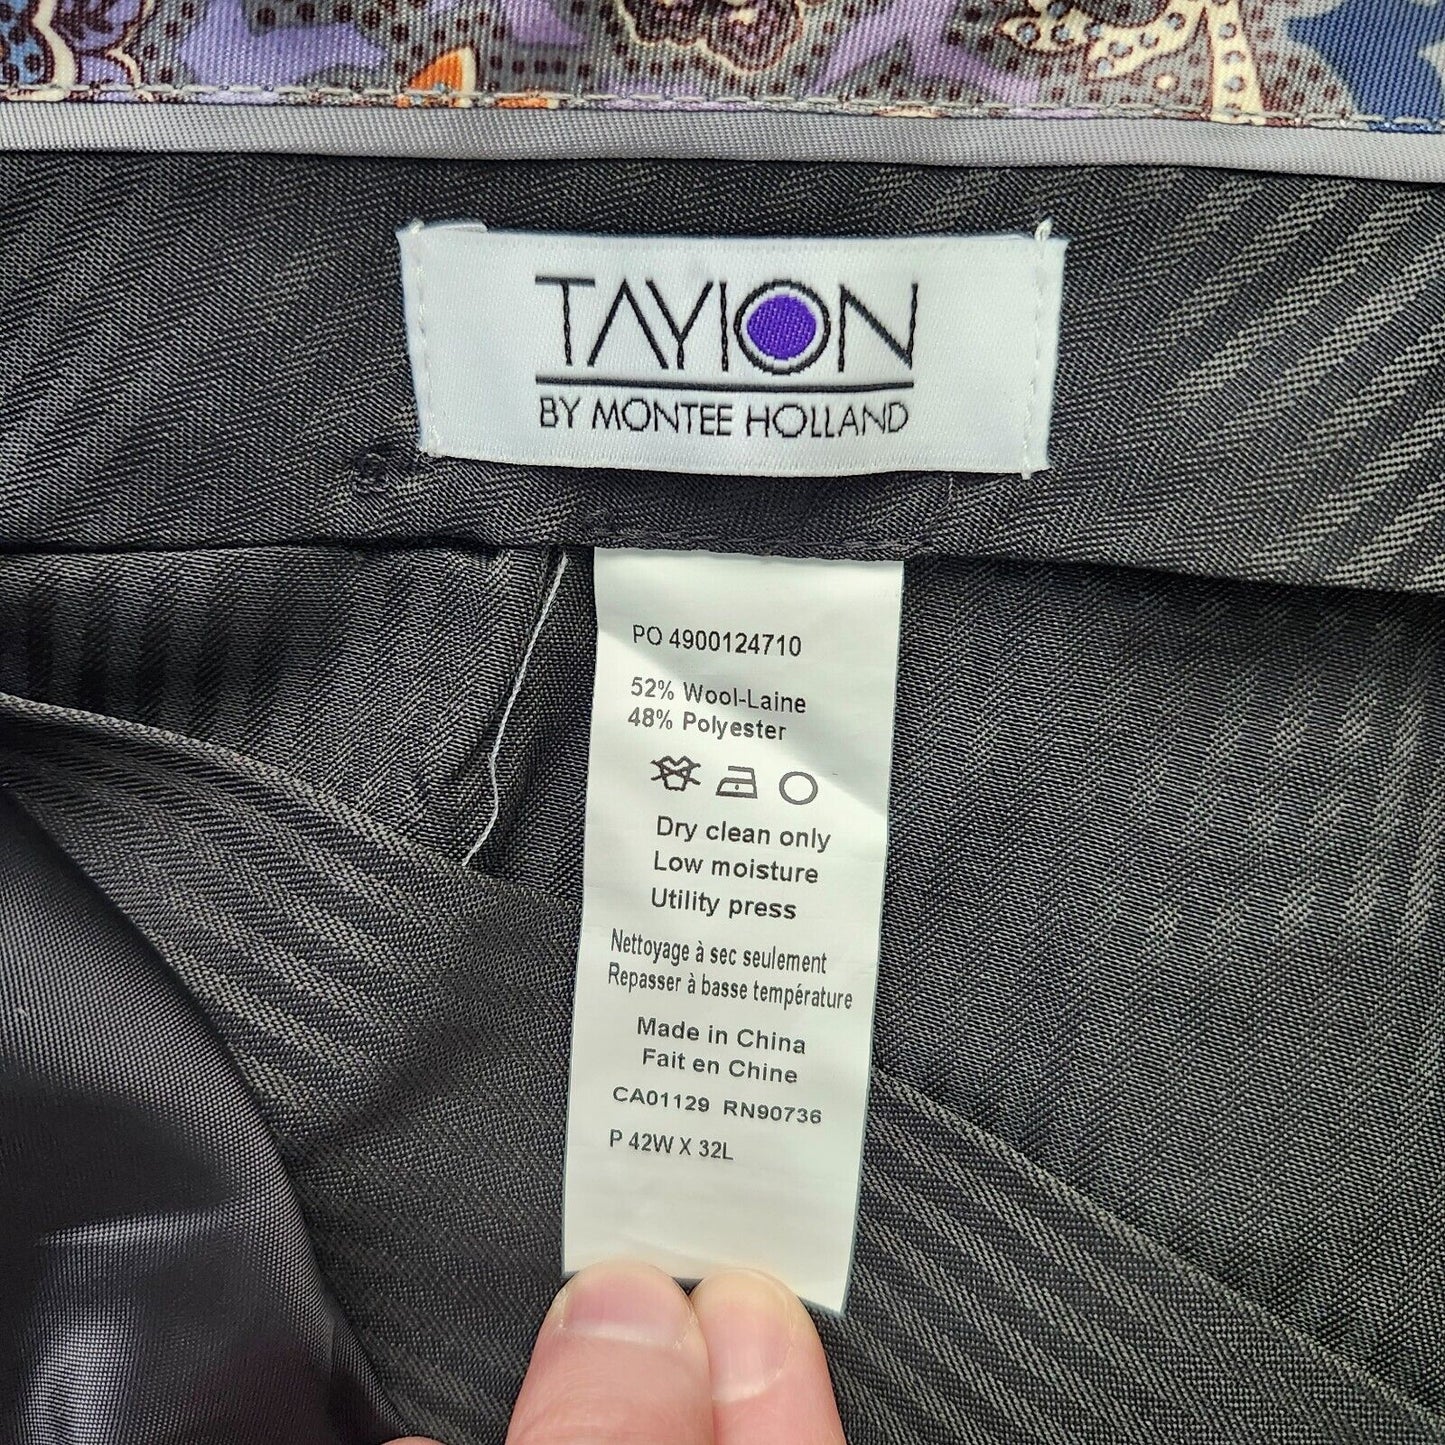 TAYION
BY MONTEE HOLLAND
PO 4900124710
52% Wool-Laine
48% Polyester
Dry clean only
Low moisture
Utility press
Nettoyage à sec seulement
Repasser à basse température
Made in China
Fait en Chine
CA01129 RN90736
P 42W X 32L